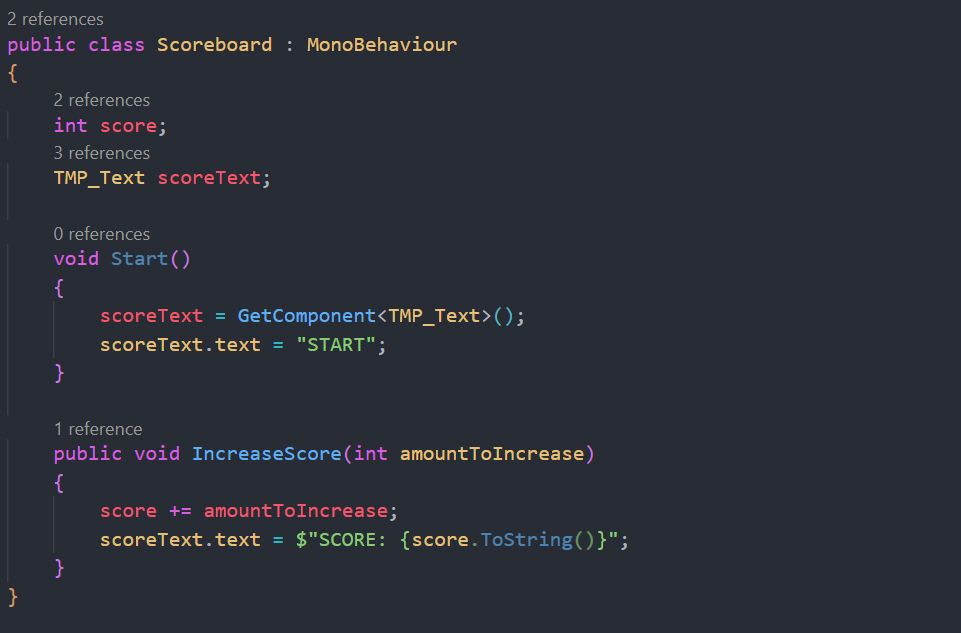 2 references
public class Scoreboard : MonoBehaviour
{
2 references
int score;
3 references
TMP_Text scoreText;
0 references
void Start()
{
scoreText = GetComponent<TMP_Text>();
scoreText.text = "START";
}
1 reference
public void IncreaseScore(int amountToIncrease)
{
score += amountToIncrease;
scoreText.text = $"SCORE: {score.ToString()}";
}
}